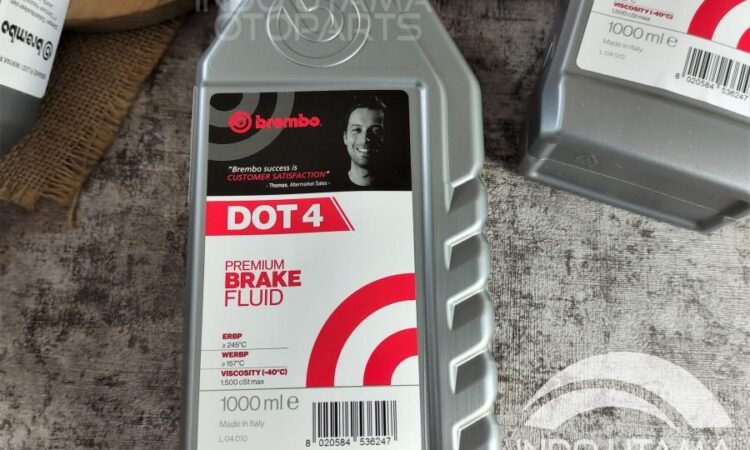 INDO UTAMA
OTOPARTS
brembo
brembo.
"Brembo success is
CUSTOMER SATISFACTION"
- Thomas, Aftermarket Sales -
DOT 4
PREMIUM
BRAKE
FLUID
ERBP
≥ 245°C
WERBP
≥ 157°C
VISCOSITY (-40°C)
1.500 cSt max
1000 ml e
Made in Italy
L 04 010
8 020584 536247
VISCOSITY (-40°C)
1.500 cSt max
1000 ml e
Made in Italy
L 04 010
8 020584 536247
INDO UTAMA